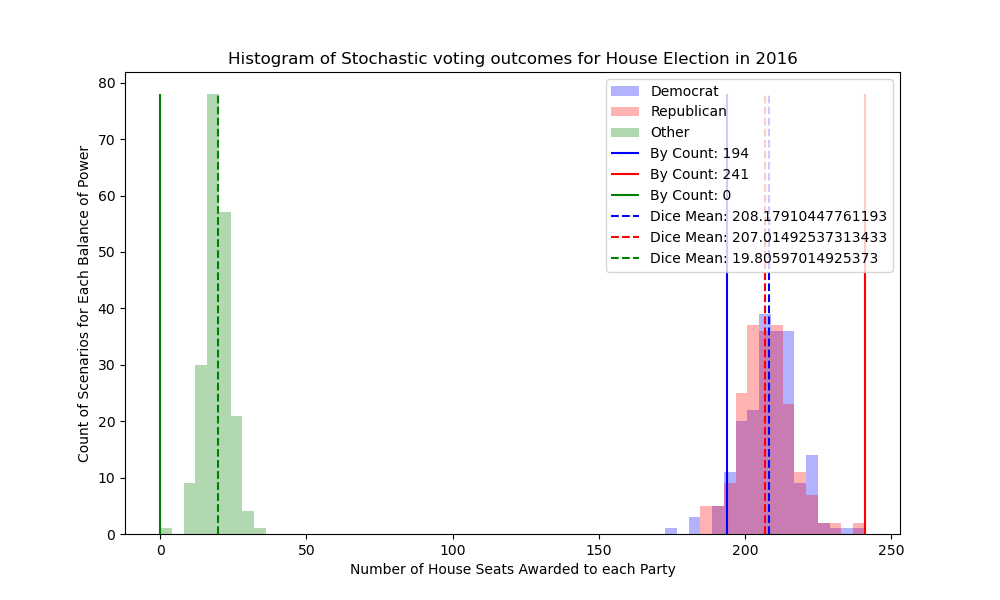 Histogram of Stochastic voting outcomes for House Election in 2016
Count of Scenarios for Each Balance of Power
80
70
60
50
40
30
20
10
0
Democrat
Republican
Other
By Count: 194
By Count: 241
By Count: 0
Dice Mean: 208.17910447761193
Dice Mean: 207.01492537313433
Dice Mean: 19.80597014925373
0 50 100 150 200 250
Number of House Seats Awarded to each Party